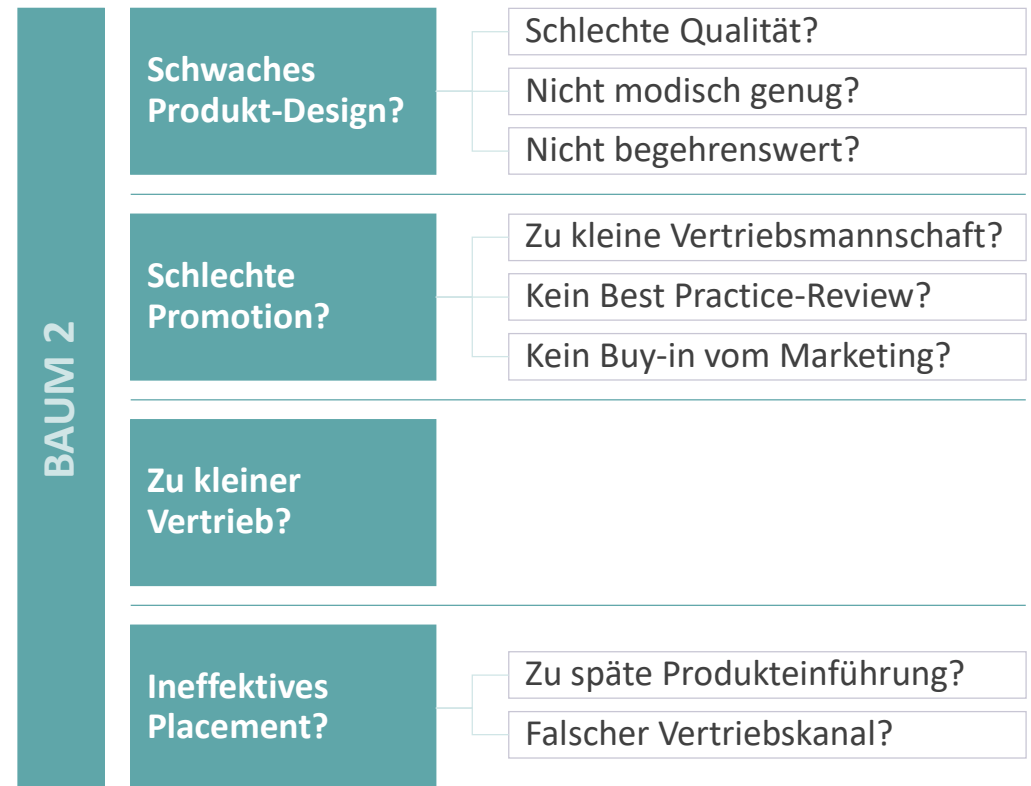 BAUM 2
Schwaches
Produkt-Design?
Schlechte Qualität?
Nicht modisch genug?
Nicht begehrenswert?
Schlechte
Promotion?
Zu kleine Vertriebsmannschaft?
Kein Best Practice-Review?
Kein Buy-in vom Marketing?
Zu kleiner
Vertrieb?
Ineffektives
Placement?
Zu späte Produkteinführung?
Falscher Vertriebskanal?